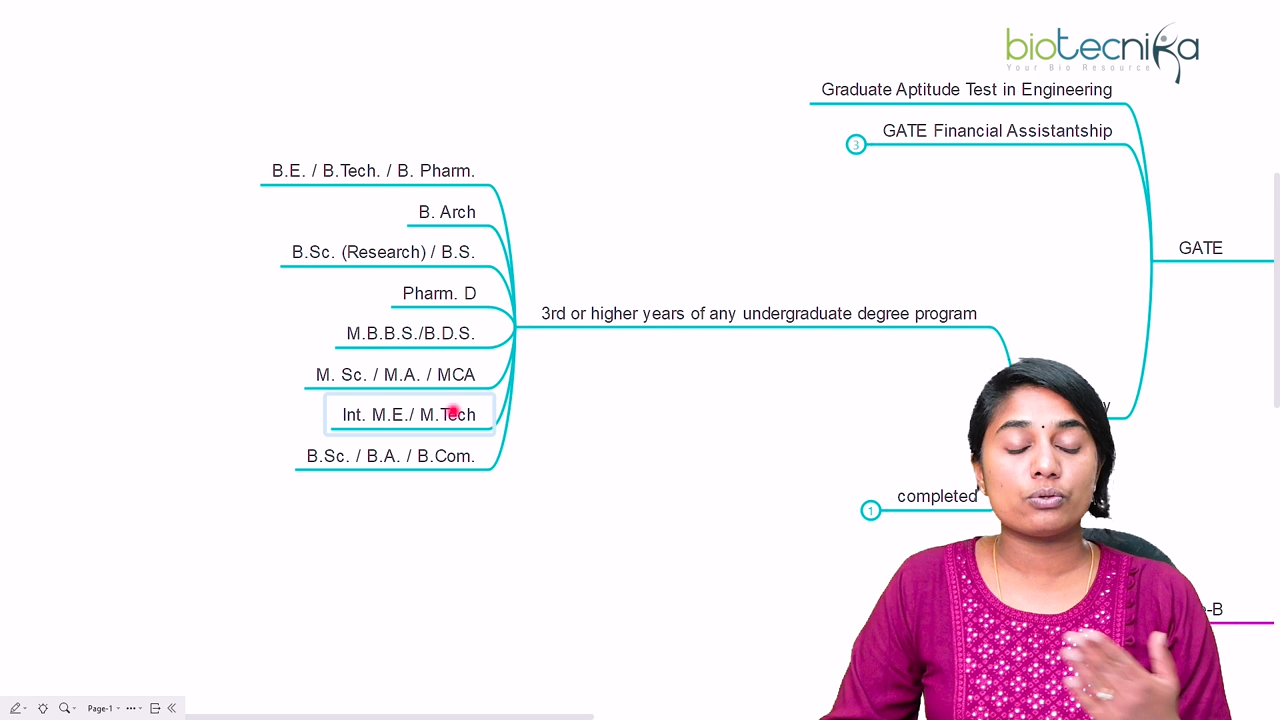 biotecnika
Your Bio Resource
Graduate Aptitude Test in Engineering
3
GATE Financial Assistantship
B.E. / B.Tech. / B. Pharm.
B. Arch
B.Sc. (Research) / B.S.
GATE
Pharm. D
3rd or higher years of any undergraduate degree program
M.B.B.S./B.D.S.
M. Sc. / M.A. / MCA
Int. M.E./ M.Tech
B.Sc. / B.A. / B.Com.
1
completed
-B
Page-1